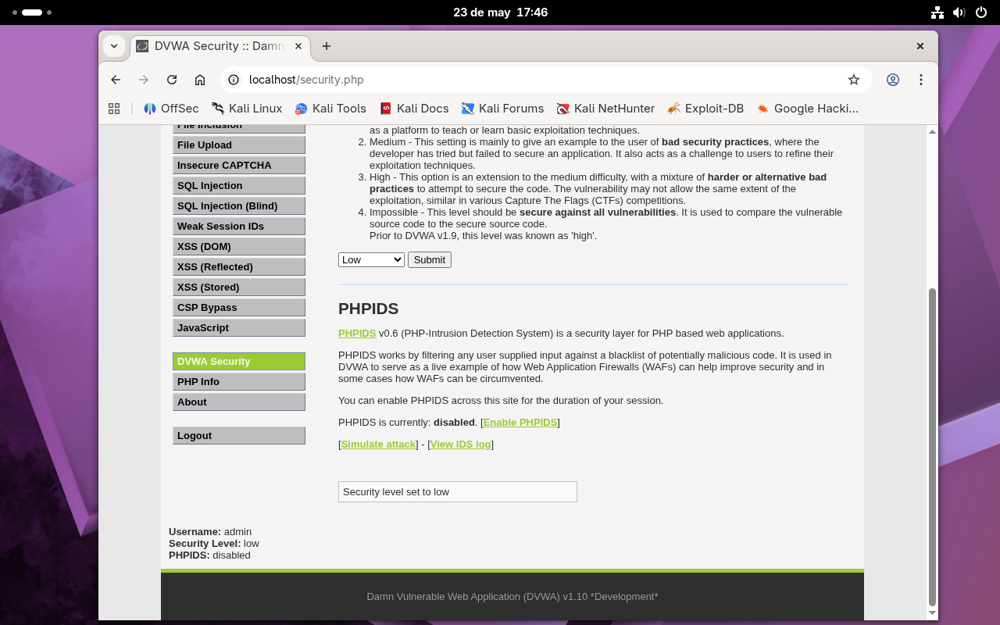 23 de may 17:46
DVWA Security :: Damn
localhost/security.php
OffSec
Kali Linux
Kali Tools
Kali Docs
Kali Forums
Kali NetHunter
Exploit-DB
Google Hacki...
File Inclusion
File Upload
Insecure CAPTCHA
SQL Injection
SQL Injection (Blind)
Weak Session IDs
XSS (DOM)
XSS (Reflected)
XSS (Stored)
CSP Bypass
JavaScript
DVWA Security
PHP Info
About
Logout
as a platform to teach or learn basic exploitation techniques.
2. Medium - This setting is mainly to give an example to the user of bad security practices, where the
developer has tried but failed to secure an application. It also acts as a challenge to users to refine their
exploitation techniques.
3. High - This option is an extension to the medium difficulty, with a mixture of harder or alternative bad
practices to attempt to secure the code. The vulnerability may not allow the same extent of the
exploitation, similar in various Capture The Flags (CTFs) competitions.
4. Impossible - This level should be secure against all vulnerabilities. It is used to compare the vulnerable
source code to the secure source code.
Prior to DVWA v1.9, this level was known as 'high'.
Low Submit
PHPIDS
PHPIDS v0.6 (PHP-Intrusion Detection System) is a security layer for PHP based web applications.
PHPIDS works by filtering any user supplied input against a blacklist of potentially malicious code. It is used in
DVWA to serve as a live example of how Web Application Firewalls (WAFs) can help improve security and in
some cases how WAFs can be circumvented.
You can enable PHPIDS across this site for the duration of your session.
PHPIDS is currently: disabled. [Enable PHPIDS]
[Simulate attack] - [View IDS log]
Security level set to low
Username: admin
Security Level: low
PHPIDS: disabled
Damn Vulnerable Web Application (DVWA) v1.10 *Development*